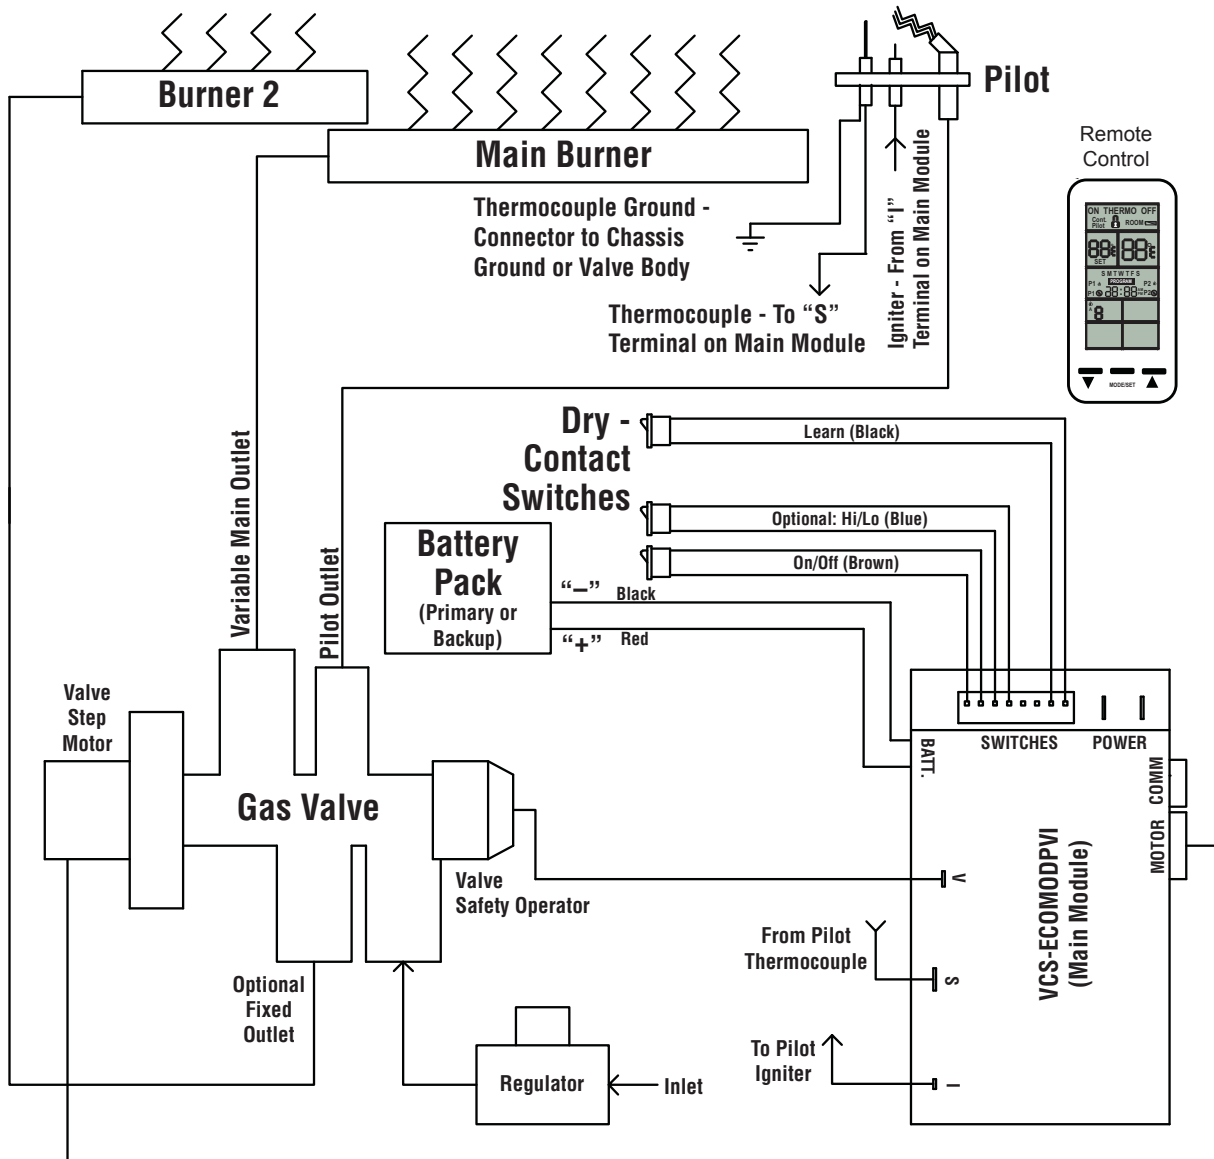 Burner 2
Main Burner
Pilot
Remote
Control
ON THERMO OFF
Cont.
Pilot
ROOM
SET
S M T W T F S
P1
PROGRAM
P2
P1
P2
8
MODE/SET
Thermocouple Ground -
Connector to Chassis
Ground or Valve Body
Thermocouple - To “S”
Terminal on Main Module
Igniter - From “I”
Terminal on Main Module
Dry -
Contact
Switches
Learn (Black)
Optional: Hi/Lo (Blue)
On/Off (Brown)
Variable Main Outlet
Pilot Outlet
Battery
Pack
(Primary or
Backup)
“–”
Black
“+”
Red
Valve
Step
Motor
Gas Valve
Valve
Safety Operator
Optional
Fixed
Outlet
Regulator
Inlet
SWITCHES
POWER
BATT.
COMM
MOTOR
VCS-ECOMODPVI
(Main Module)
V
S
I
From Pilot
Thermocouple
To Pilot
Igniter